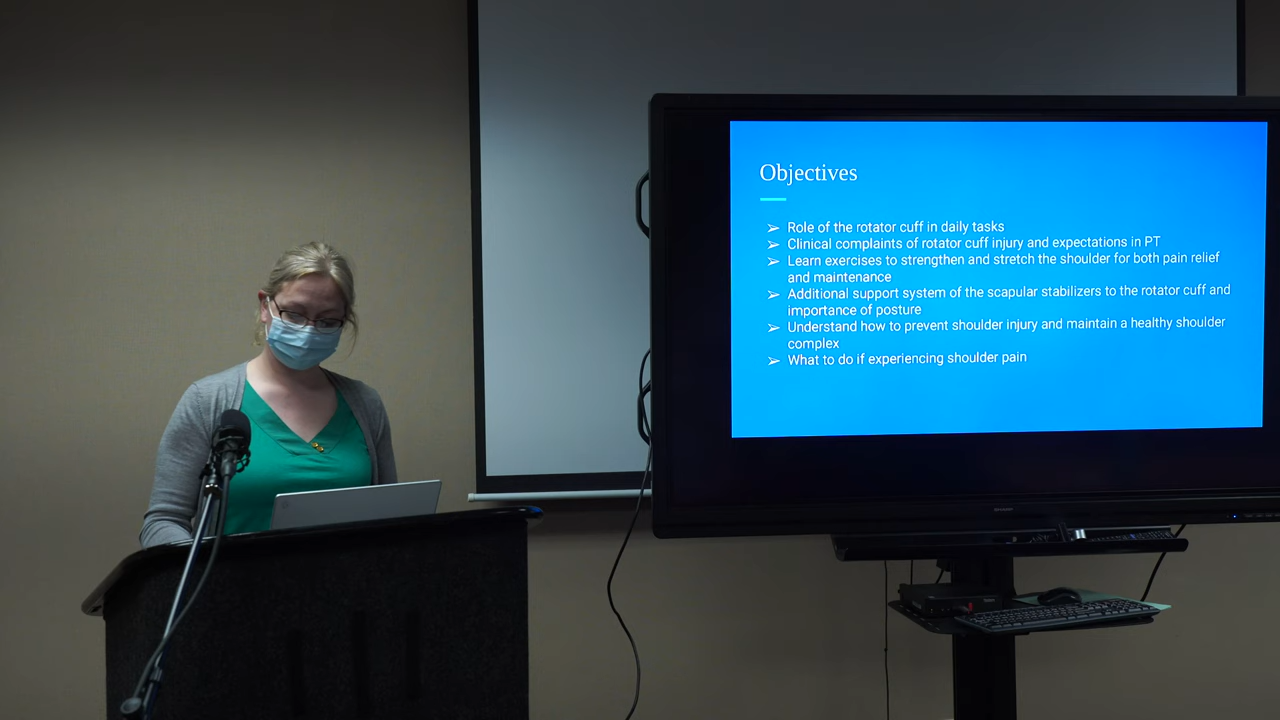 Objectives
➢ Role of the rotator cuff in daily tasks
➢ Clinical complaints of rotator cuff injury and expectations in PT
➢ Learn exercises to strengthen and stretch the shoulder for both pain relief
and maintenance
➢ Additional support system of the scapular stabilizers to the rotator cuff and
importance of posture
➢ Understand how to prevent shoulder injury and maintain a healthy shoulder
complex
➢ What to do if experiencing shoulder pain
SHARP